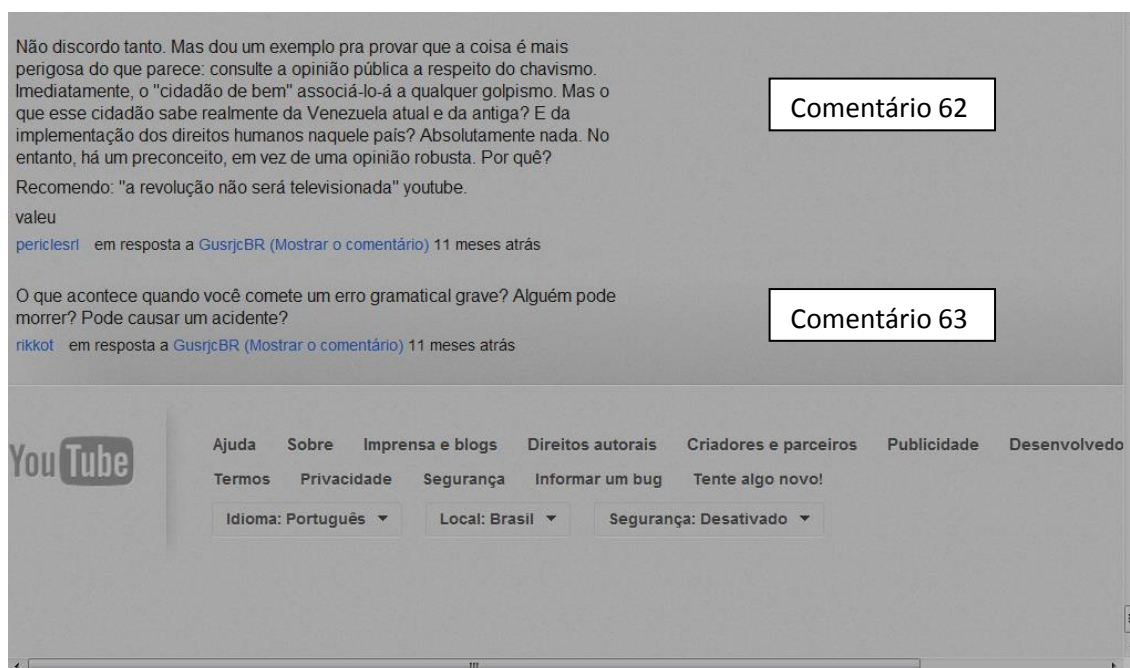 Não discordo tanto. Mas dou um exemplo pra provar que a coisa é mais
perigosa do que parece: consulte a opinião pública a respeito do chavismo.
Imediatamente, o "cidadão de bem" associá-lo-á a qualquer golpismo. Mas o
que esse cidadão sabe realmente da Venezuela atual e da antiga? E da
implementação dos direitos humanos naquele país? Absolutamente nada. No
entanto, há um preconceito, em vez de uma opinião robusta. Por quê?
Recomendo: "a revolução não será televisionada" youtube.
valeu
periclesrl em resposta a GusrjcBR (Mostrar o comentário) 11 meses atrás
Comentário 62
O que acontece quando você comete um erro gramatical grave? Alguém pode
morrer? Pode causar um acidente?
rikkot em resposta a GusrjcBR (Mostrar o comentário) 11 meses atrás
Comentário 63
YouTube
Ajuda Sobre Imprensa e blogs Direitos autorais Criadores e parceiros Publicidade Desenvolvedo
Termos Privacidade Segurança Informar um bug Tente algo novo!
Idioma: Português Local: Brasil Segurança: Desativado